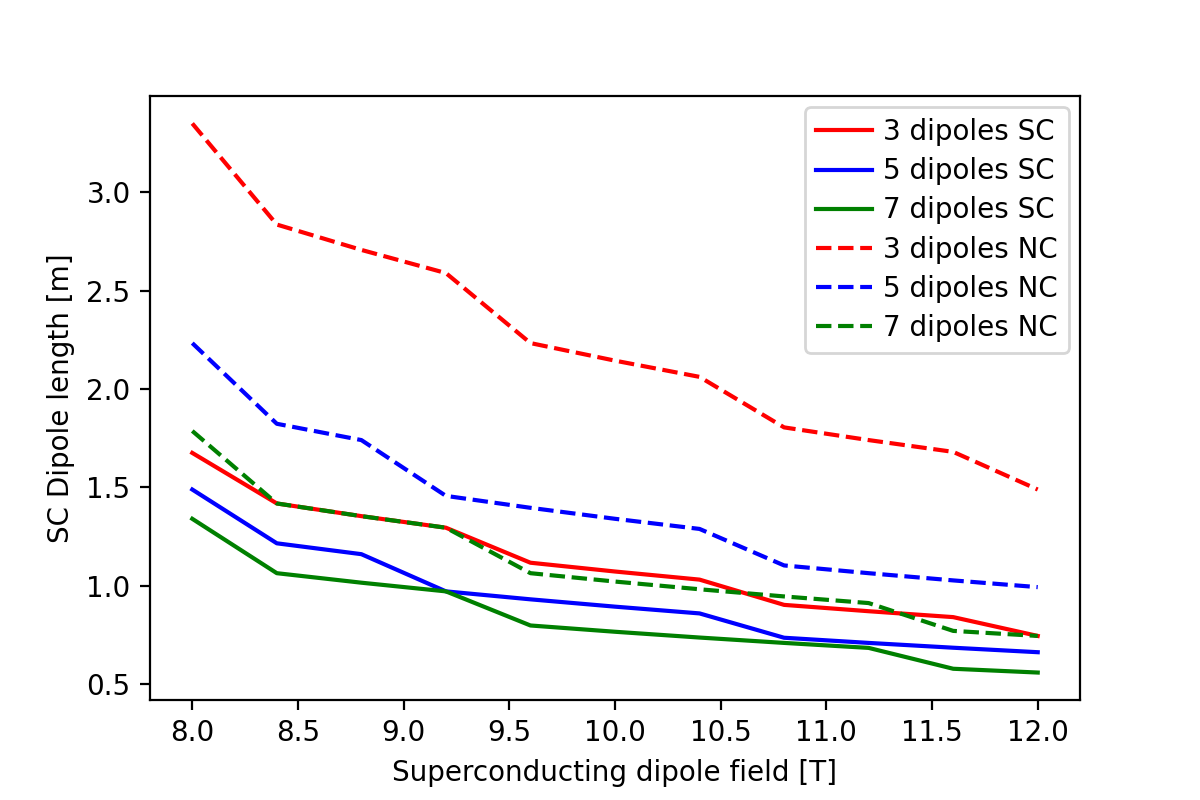 3 dipoles SC
5 dipoles SC
7 dipoles SC
3 dipoles NC
5 dipoles NC
7 dipoles NC
SC Dipole length [m]
3.0
2.5
2.0
1.5
1.0
0.5
8.0 8.5 9.0 9.5 10.0 10.5 11.0 11.5 12.0
Superconducting dipole field [T]